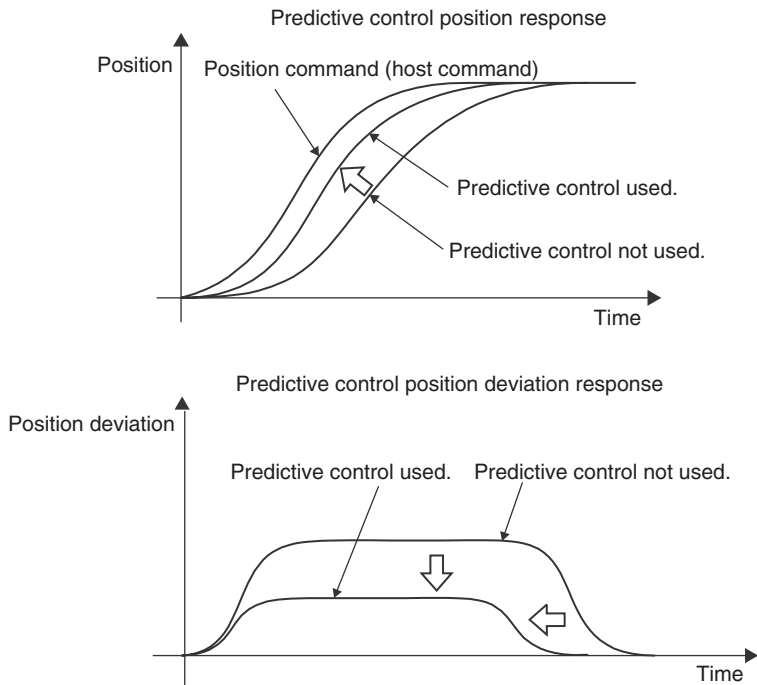 Predictive control position response
Position
Position command (host command)
Predictive control used.
Predictive control not used.
Time
Predictive control position deviation response
Position deviation
Predictive control used.
Predictive control not used.
Time